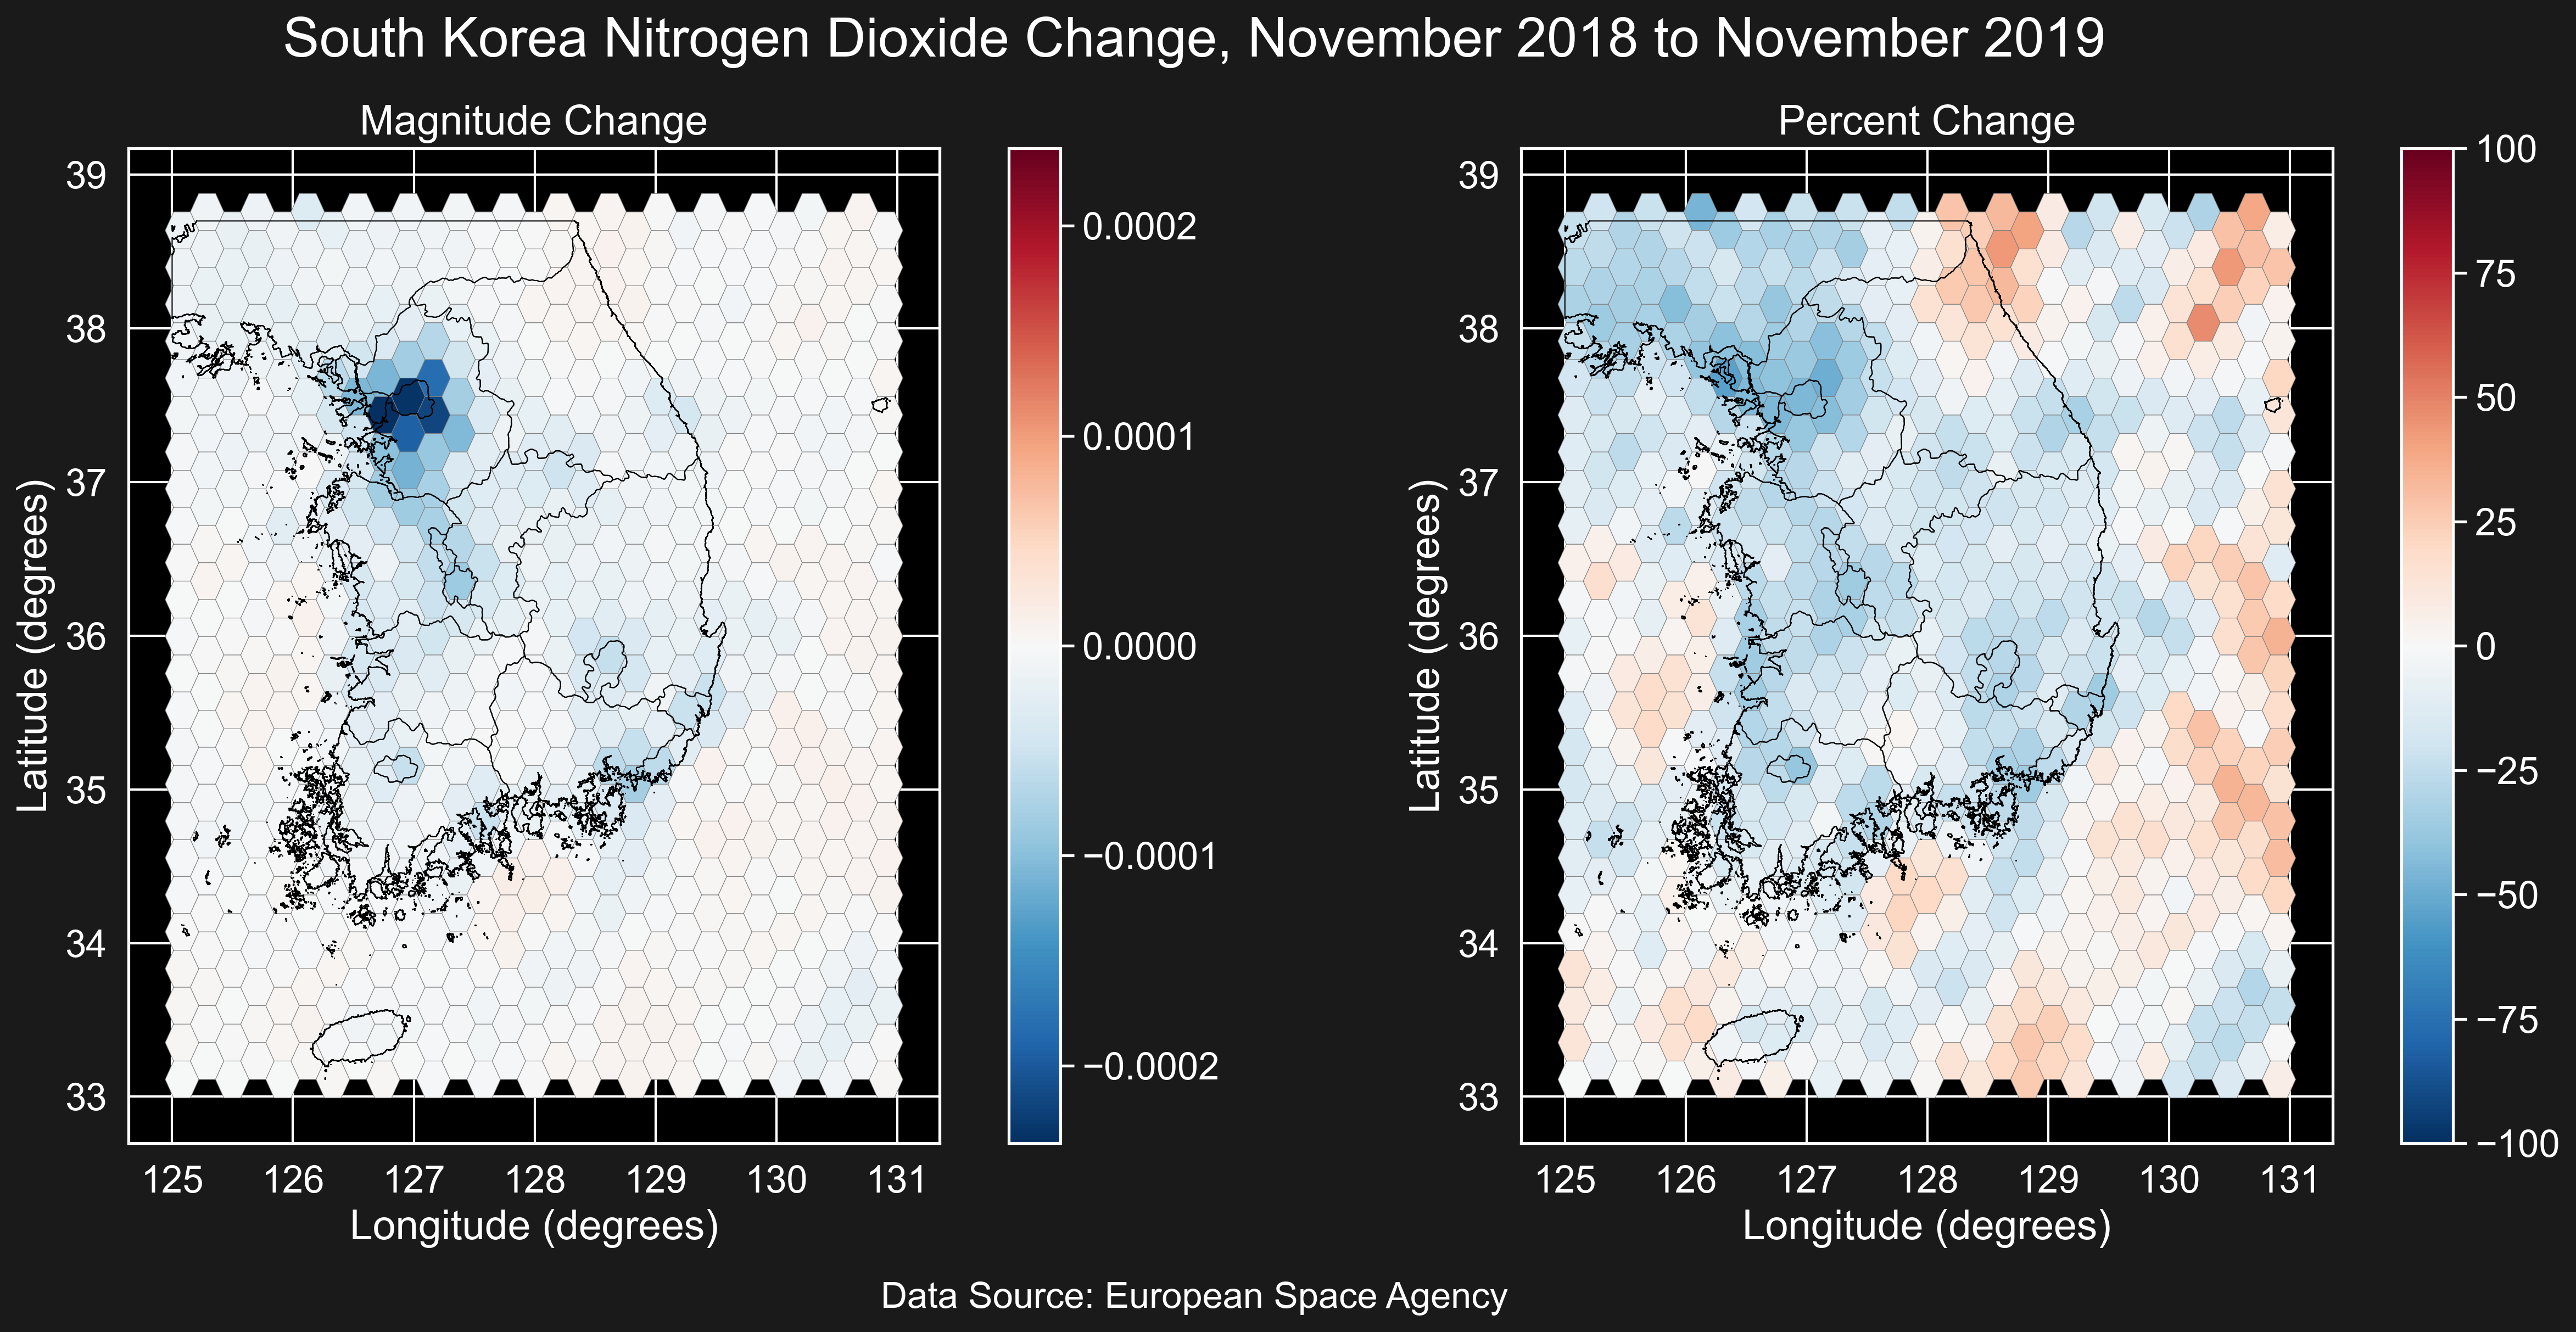 South Korea Nitrogen Dioxide Change, November 2018 to November 2019
Magnitude Change
39
38
37
36
35
34
33
Latitude (degrees)
125 126 127 128 129 130 131
Longitude (degrees)
0.0002
0.0001
0.0000
−0.0001
−0.0002
Percent Change
39
38
37
36
35
34
33
Latitude (degrees)
125 126 127 128 129 130 131
Longitude (degrees)
100
75
50
25
0
−25
−50
−75
−100
Data Source: European Space Agency